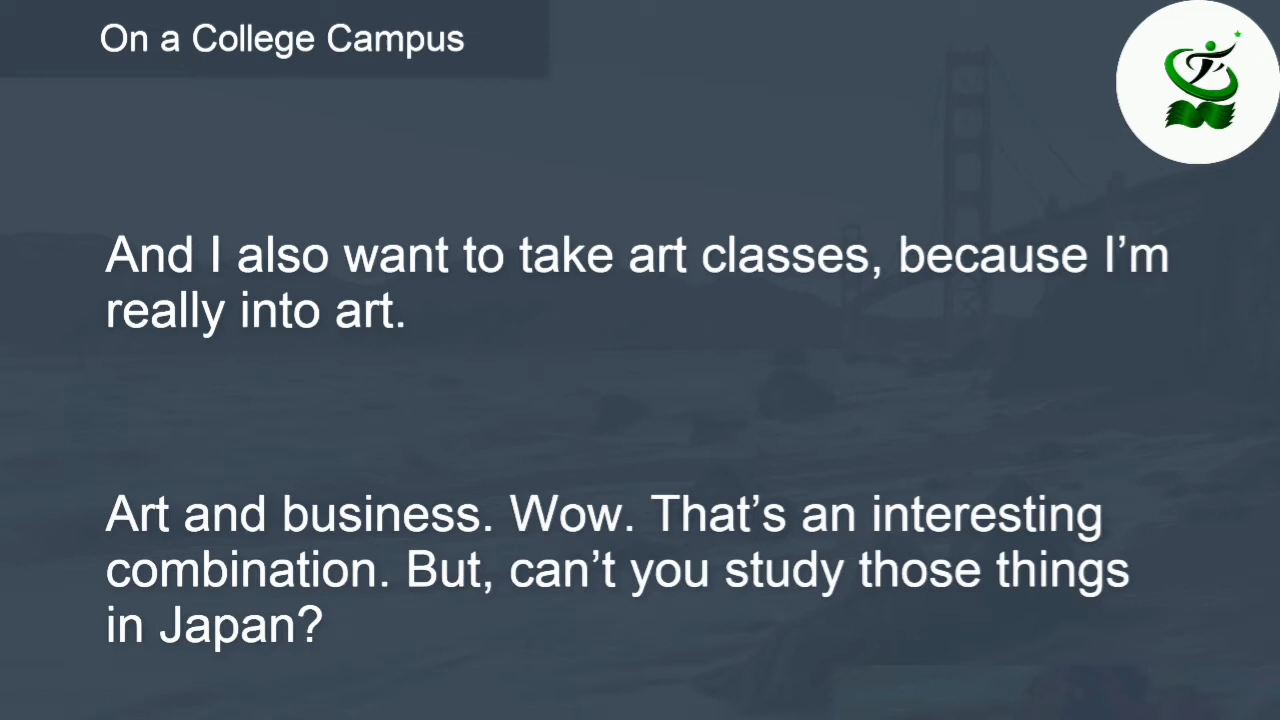 On a College Campus
And I also want to take art classes, because I’m
really into art.
Art and business. Wow. That’s an interesting
combination. But, can’t you study those things
in Japan?